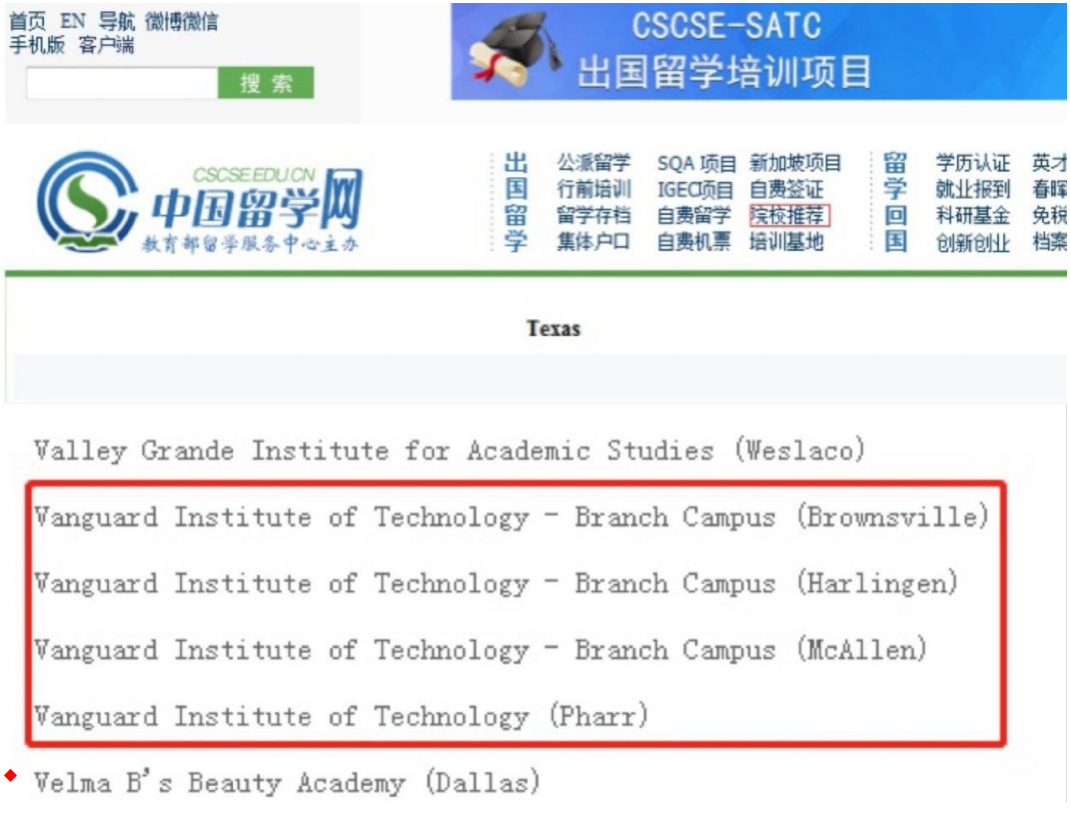 首页 EN 导航 微博微信
手机版 客户端
搜 索
CSCSE-SATC
出国留学培训项目
CSCSE.EDU.CN
中国留学网
教育部留学服务中心主办
出国留学
公派留学 SQA 项目 新加坡项目
行前培训 IGEC项目 自费签证
留学存档 自费留学 院校推荐
集体户口 自费机票 培训基地
留学回国
学历认证 英才
就业报到 春晖
科研基金 免税
创新创业 档案
Texas
Valley Grande Institute for Academic Studies (Weslaco)
Vanguard Institute of Technology - Branch Campus (Brownsville)
Vanguard Institute of Technology - Branch Campus (Harlingen)
Vanguard Institute of Technology - Branch Campus (McAllen)
Vanguard Institute of Technology (Pharr)
Velma B's Beauty Academy (Dallas)